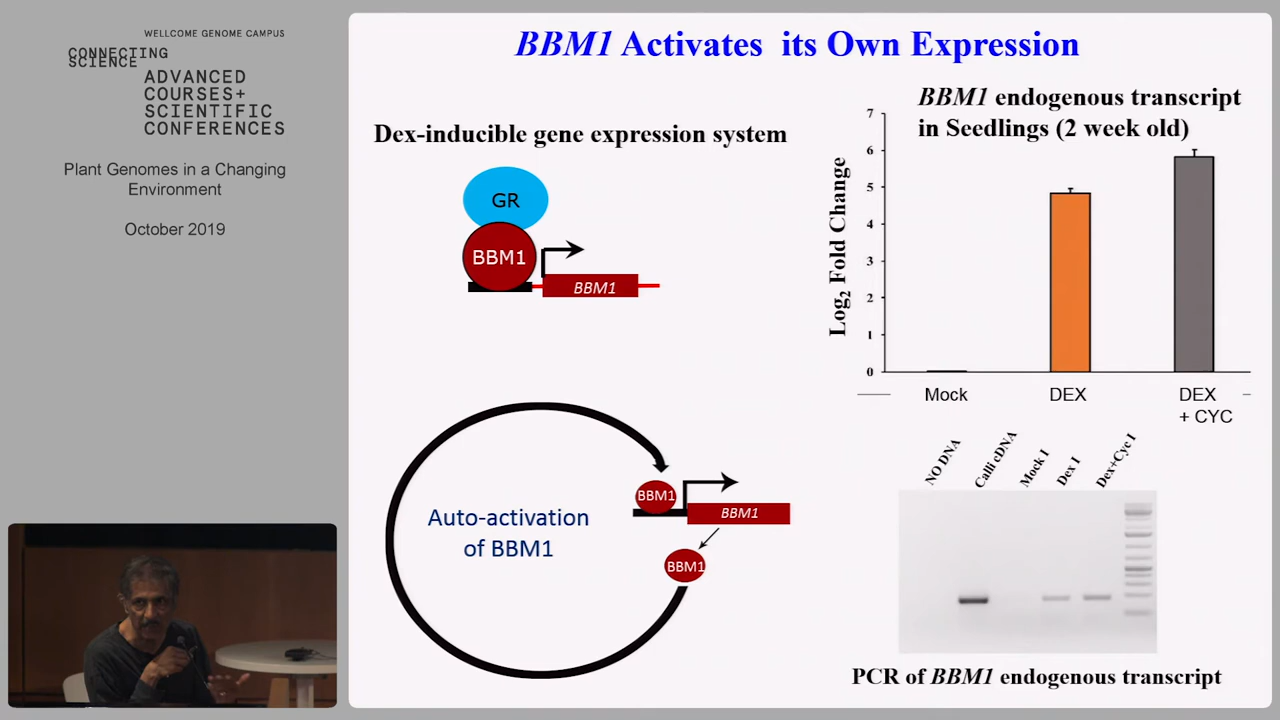 WELLCOME GENOME CAMPUS
CONNECTING
SCIENCE
ADVANCED
COURSES+
SCIENTIFIC
CONFERENCES
Plant Genomes in a Changing
Environment
October 2019
BBM1 Activates its Own Expression
Dex-inducible gene expression system
GR
BBM1
BBM1
Auto-activation
of BBM1
BBM1
BBM1
BBM1
BBM1 endogenous transcript
in Seedlings (2 week old)
Log2 Fold Change
7
6
5
4
3
2
1
0
Mock
DEX
DEX
+ CYC
NO DNA
Calli cDNA
Mock I
Dex I
Dex+Cyc I
PCR of BBM1 endogenous transcript